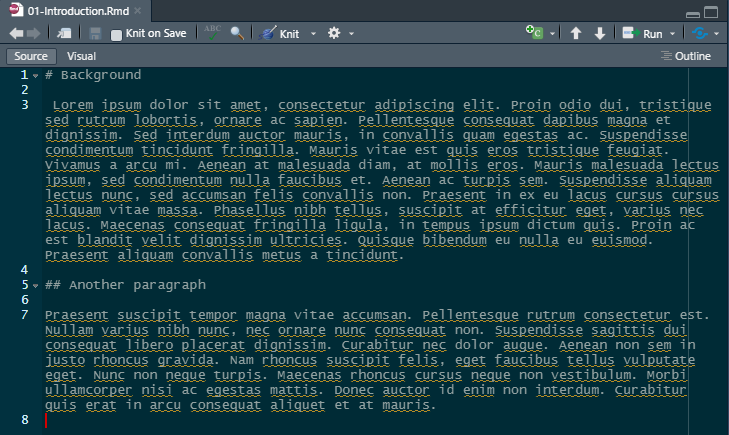 01-Introduction.Rmd
Knit on Save
ABC
Knit
Run
Source
Visual
Outline
1 # Background
2
3 Lorem ipsum dolor sit amet, consectetur adipiscing elit. Proin odio dui, tristique
sed rutrum lobortis, ornare ac sapien. Pellentesque consequat dapibus magna et
dignissim. Sed interdum auctor mauris, in convallis quam egestas ac. Suspendisse
condimentum tincidunt fringilla. Mauris vitae est quis eros tristique feugiat.
Vivamus a arcu mi. Aenean at malesuada diam, at mollis eros. Mauris malesuada lectus
ipsum, sed condimentum nulla faucibus et. Aenean ac turpis sem. Suspendisse aliquam
lectus nunc, sed accumsan felis convallis non. Praesent in ex eu lacus cursus cursus
aliquam vitae massa. Phasellus nibh tellus, suscipit at efficitur eget, varius nec
lacus. Maecenas consequat fringilla ligula, in tempus ipsum dictum quis. Proin ac
est blandit velit dignissim ultricies. Quisque bibendum eu nulla eu euismod.
Praesent aliquam convallis metus a tincidunt.
4
5 ## Another paragraph
6
7 Praesent suscipit tempor magna vitae accumsan. Pellentesque rutrum consectetur est.
Nullam varius nibh nunc, nec ornare nunc consequat non. Suspendisse sagittis dui
consequat libero placerat dignissim. Curabitur nec dolor augue. Aenean non sem in
justo rhoncus gravida. Nam rhoncus suscipit felis, eget faucibus tellus vulputate
eget. Nunc non neque turpis. Maecenas rhoncus cursus neque non vestibulum. Morbi
ullamcorper nisi ac egestas mattis. Donec auctor id enim non interdum. Curabitur
quis erat in arcu consequat aliquet et at mauris.
8